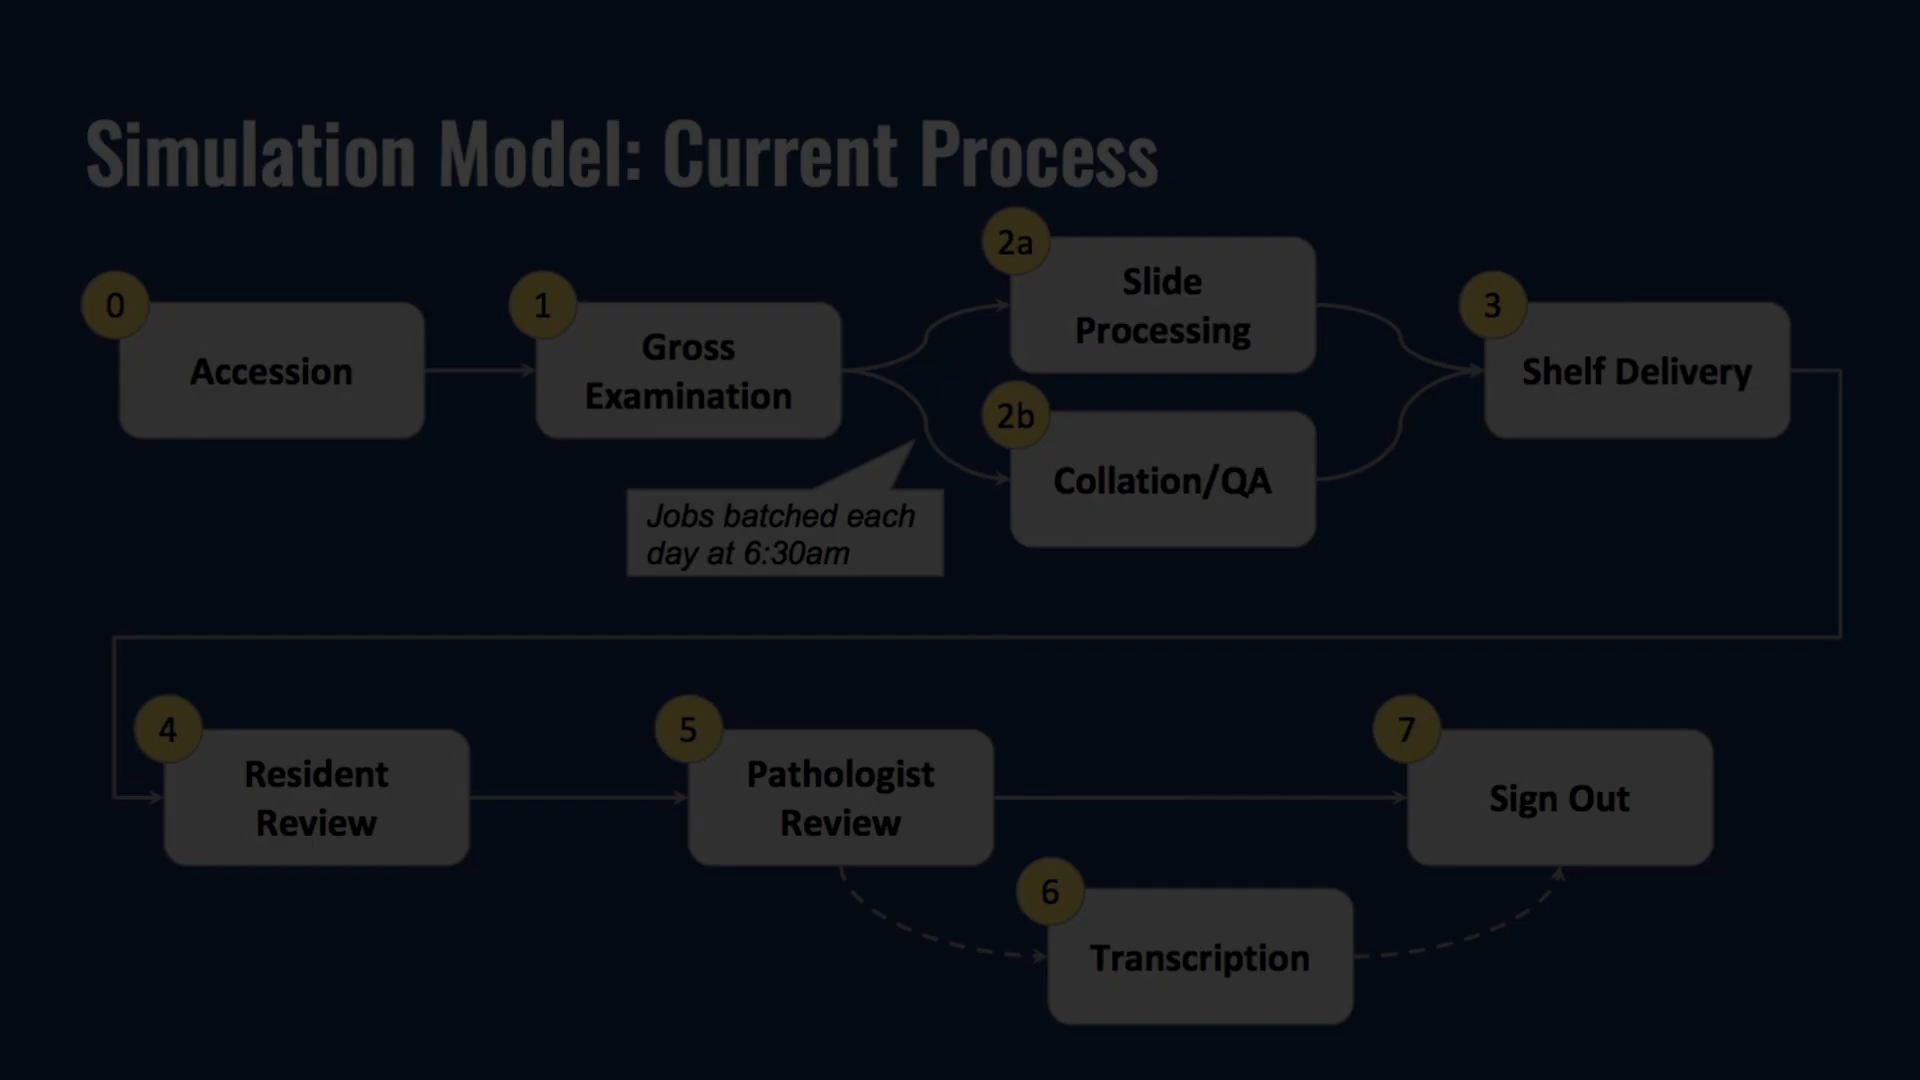 Simulation Model: Current Process
0
Accession
1
Gross
Examination
2a
Slide
Processing
2b
Collation/QA
3
Shelf Delivery
Jobs batched each
day at 6:30am
4
Resident
Review
5
Pathologist
Review
6
Transcription
7
Sign Out